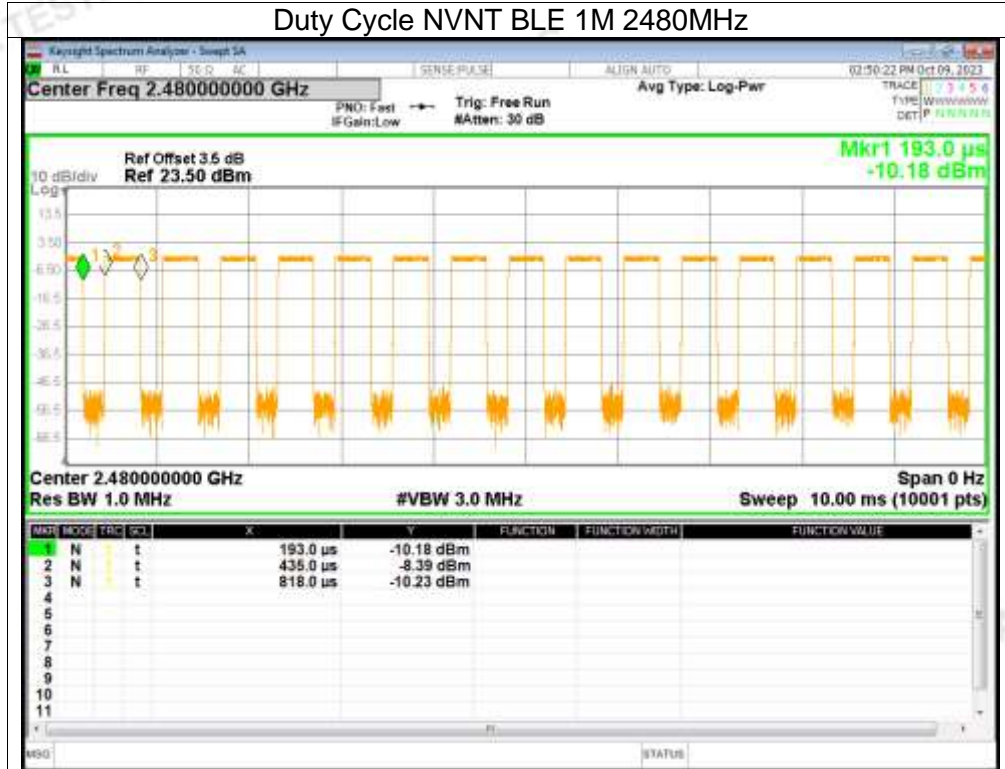 Duty Cycle NVNT BLE 1M 2480MHz
Keysight Spectrum Analyzer - Swept SA
RL RF 50 Ω AC SENSE:PULSE ALIGN AUTO 02:50:22 PM Oct 09, 2023
Center Freq 2.480000000 GHz
PNO: Fast
IFGain:Low
Trig: Free Run
#Atten: 30 dB
Avg Type: Log-Pwr
TRACE 1 2 3 4 5 6
TYPE WWWWWW
DET P NNNNN
Mkr1 193.0 µs
-10.18 dBm
Ref Offset 3.5 dB
10 dB/div Ref 23.50 dBm
Log
13.5
3.50
-6.50
-16.5
-26.5
-36.5
-46.5
-56.5
-66.5
1 2 3
Center 2.480000000 GHz Span 0 Hz
Res BW 1.0 MHz #VBW 3.0 MHz Sweep 10.00 ms (10001 pts)
MKR MODE TRC SCL X Y FUNCTION FUNCTION WIDTH FUNCTION VALUE
1 N 1 t 193.0 µs -10.18 dBm
2 N 1 t 435.0 µs -8.39 dBm
3 N 1 t 818.0 µs -10.23 dBm
4
5
6
7
8
9
10
11
MSG STATUS